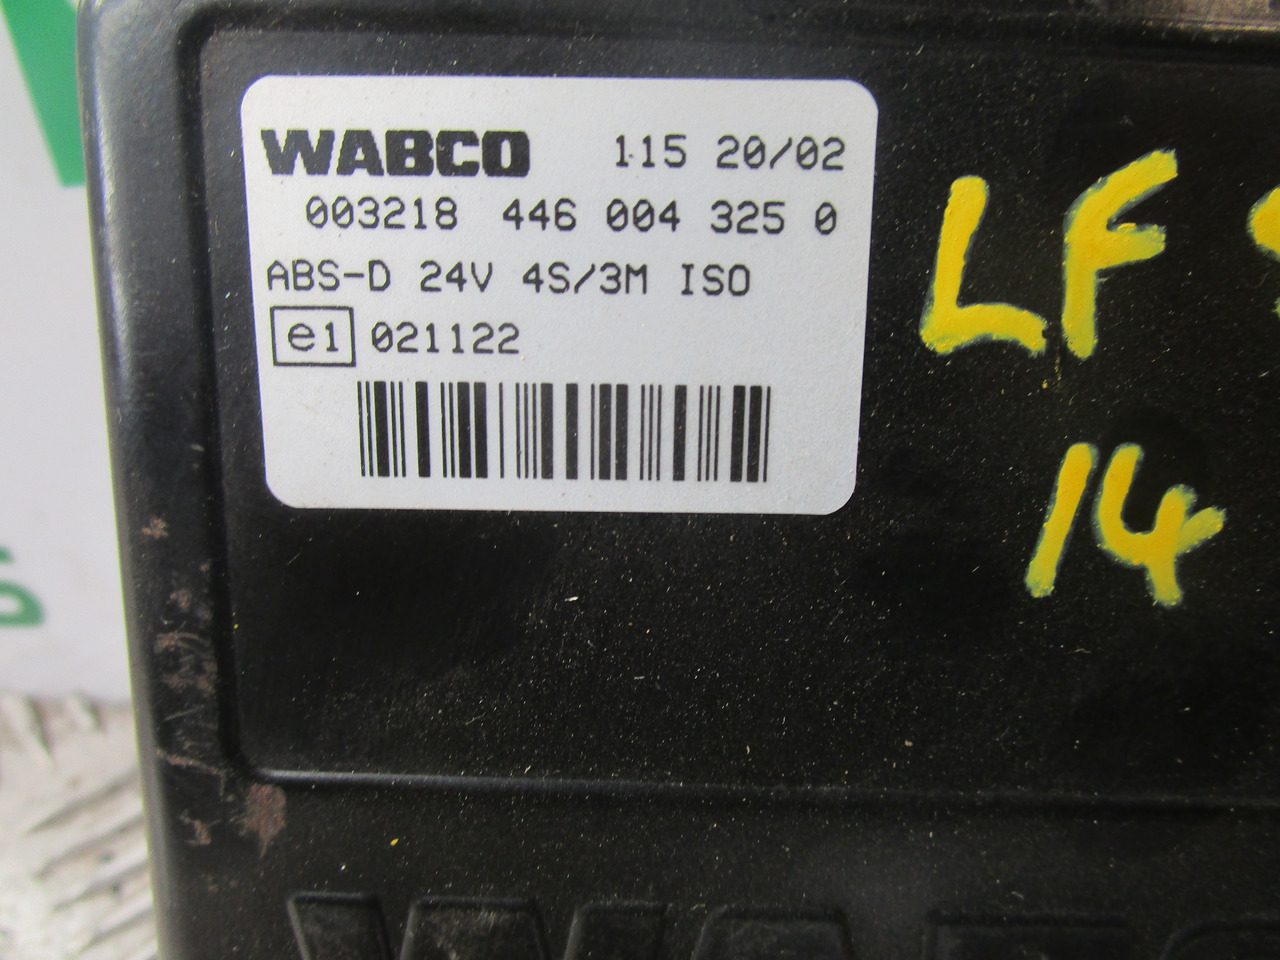 WABCO 115 20/02
003218 446 004 325 0
ABS-D 24V 4S/3M ISO
e1 021122
LF
14